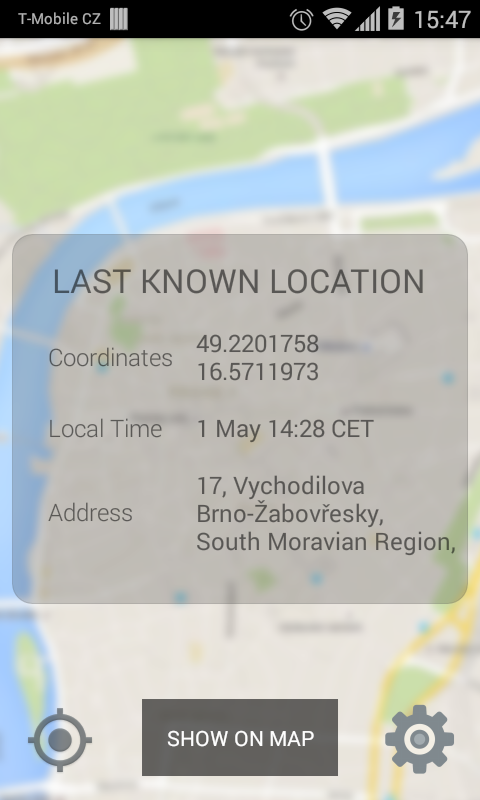 T-Mobile CZ 15:47
LAST KNOWN LOCATION
Coordinates
49.2201758
16.5711973
Local Time
1 May 14:28 CET
Address
17, Vychodilova
Brno-Žabovřesky,
South Moravian Region,
SHOW ON MAP